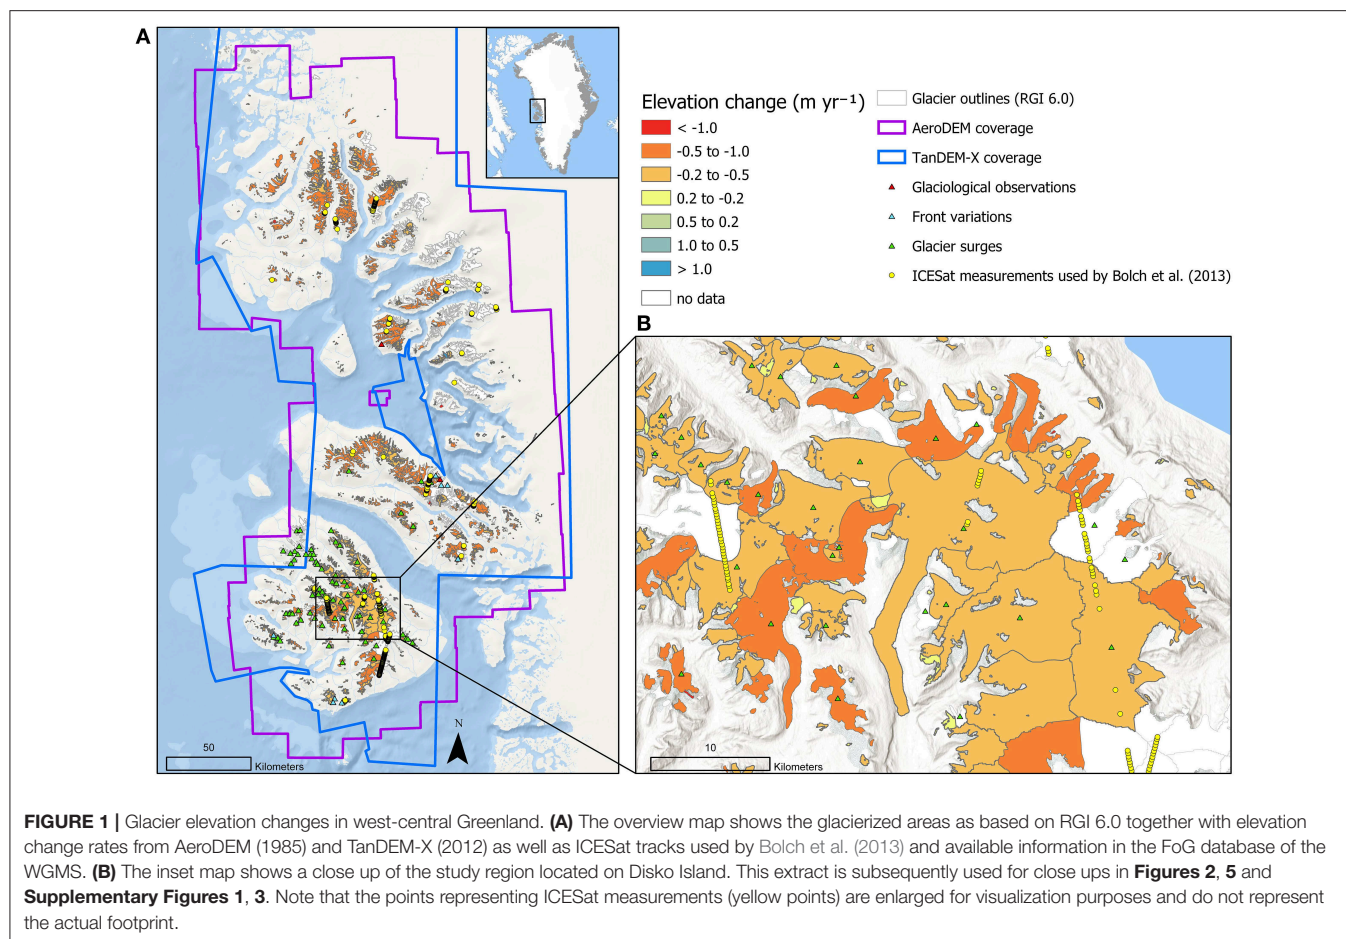 A
Elevation change (m yr⁻¹)
< -1.0
-0.5 to -1.0
-0.2 to -0.5
0.2 to -0.2
0.5 to 0.2
1.0 to 0.5
> 1.0
no data
Glacier outlines (RGI 6.0)
AeroDEM coverage
TanDEM-X coverage
Glaciological observations
Front variations
Glacier surges
ICESat measurements used by Bolch et al. (2013)
B
N
50
Kilometers
10
Kilometers
FIGURE 1 | Glacier elevation changes in west-central Greenland. (A) The overview map shows the glacierized areas as based on RGI 6.0 together with elevation
change rates from AeroDEM (1985) and TanDEM-X (2012) as well as ICESat tracks used by Bolch et al. (2013) and available information in the FoG database of the
WGMS. (B) The inset map shows a close up of the study region located on Disko Island. This extract is subsequently used for close ups in Figures 2, 5 and
Supplementary Figures 1, 3. Note that the points representing ICESat measurements (yellow points) are enlarged for visualization purposes and do not represent
the actual footprint.